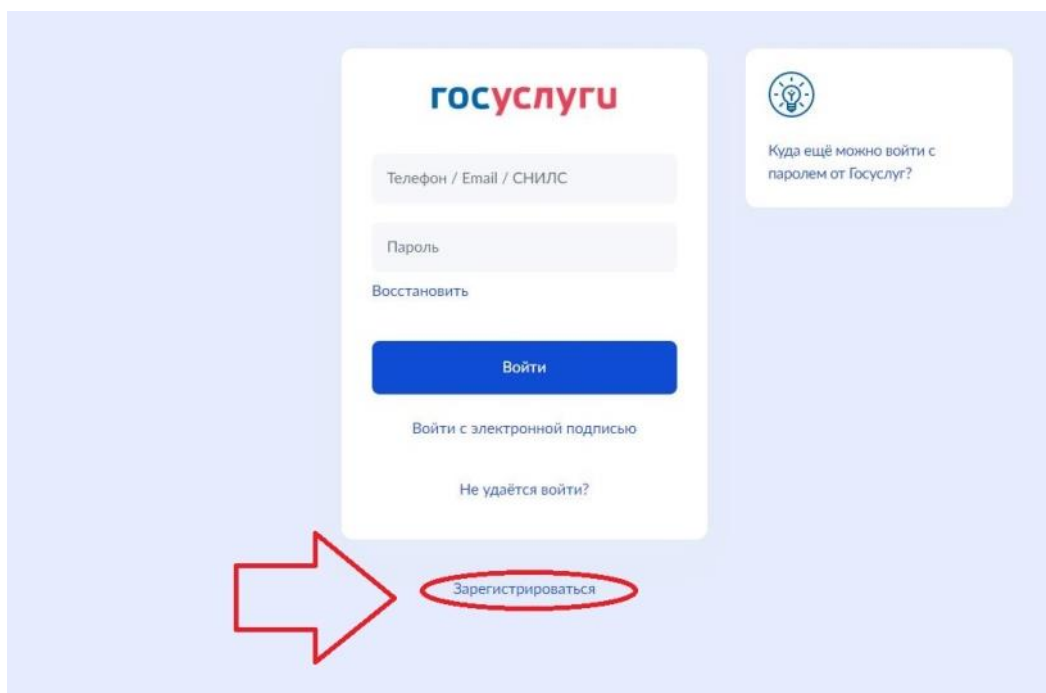 госуслуги
Телефон / Email / СНИЛС
Пароль
Восстановить
Войти
Войти с электронной подписью
Не удаётся войти?
Зарегистрироваться
Куда ещё можно войти с
паролем от Госуслуг?